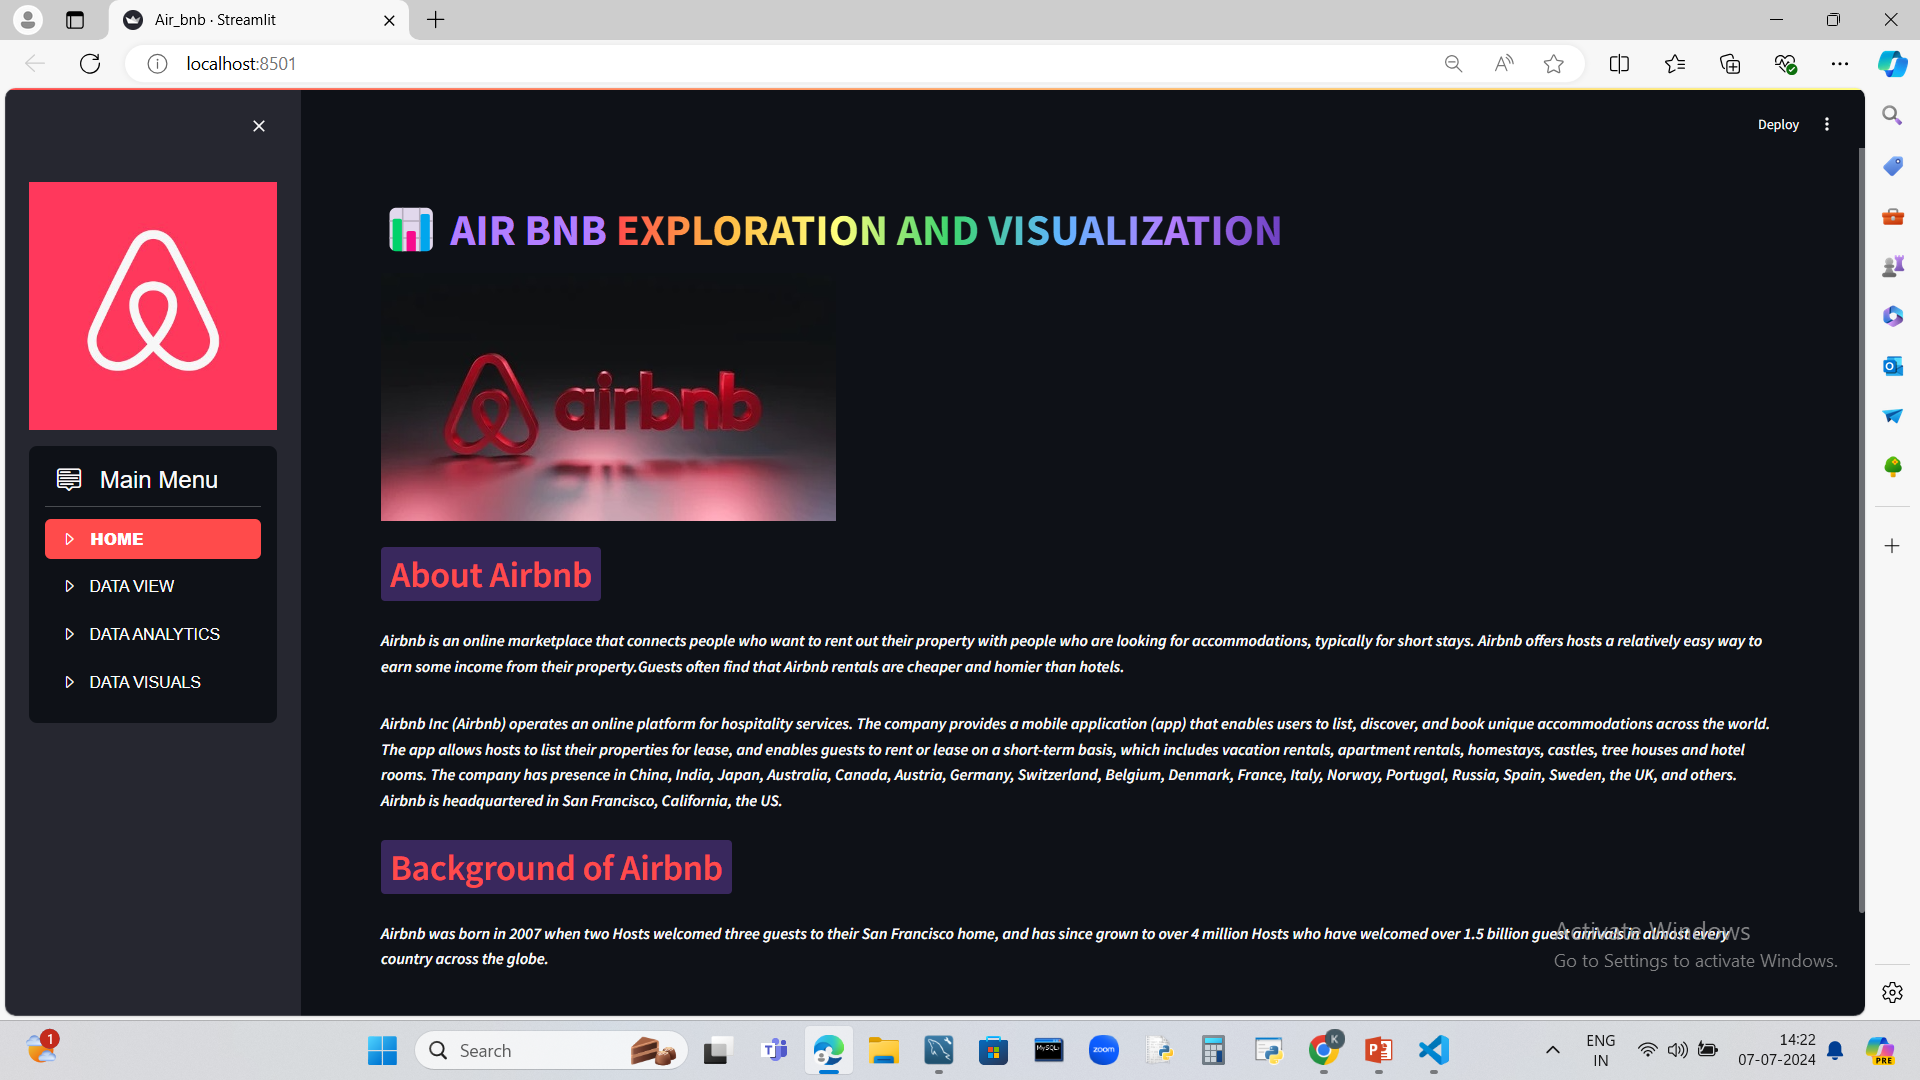 Air_bnb · Streamlit
localhost:8501
Deploy
AIR BNB EXPLORATION AND VISUALIZATION
airbnb
Main Menu
HOME
DATA VIEW
DATA ANALYTICS
DATA VISUALS
About Airbnb
Airbnb is an online marketplace that connects people who want to rent out their property with people who are looking for accommodations, typically for short stays. Airbnb offers hosts a relatively easy way to
earn some income from their property.Guests often find that Airbnb rentals are cheaper and homier than hotels.
Airbnb Inc (Airbnb) operates an online platform for hospitality services. The company provides a mobile application (app) that enables users to list, discover, and book unique accommodations across the world.
The app allows hosts to list their properties for lease, and enables guests to rent or lease on a short-term basis, which includes vacation rentals, apartment rentals, homestays, castles, tree houses and hotel
rooms. The company has presence in China, India, Japan, Australia, Canada, Austria, Germany, Switzerland, Belgium, Denmark, France, Italy, Norway, Portugal, Russia, Spain, Sweden, the UK, and others.
Airbnb is headquartered in San Francisco, California, the US.
Background of Airbnb
Airbnb was born in 2007 when two Hosts welcomed three guests to their San Francisco home, and has since grown to over 4 million Hosts who have welcomed over 1.5 billion guest arrivals in almost every
country across the globe.
Activate Windows
Go to Settings to activate Windows.
1
Search
MySQL
zoom
K
ENG
IN
14:22
07-07-2024
PRE